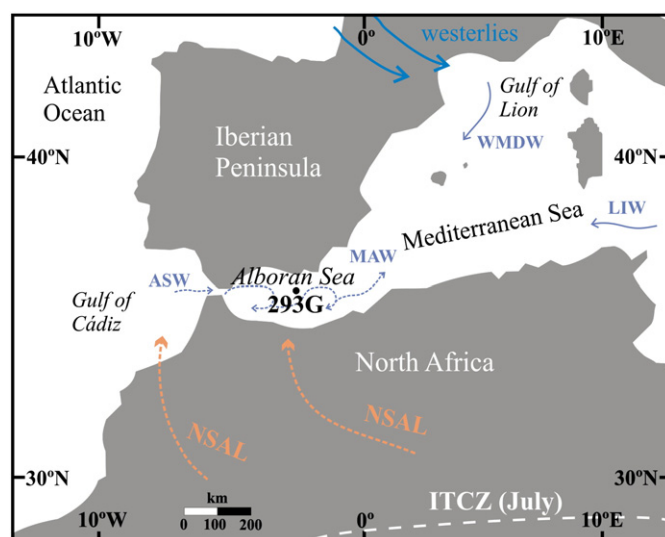 10ºW
0º
10ºE
westerlies
Atlantic
Ocean
Gulf of
Lion
Iberian
Peninsula
WMDW
40ºN
40ºN
LIW
Mediterranean Sea
MAW
ASW
Alboran Sea
293G
Gulf of
Cádiz
North Africa
NSAL
NSAL
30ºN
30ºN
km
0 100 200
ITCZ (July)
10ºW
0º
10ºE